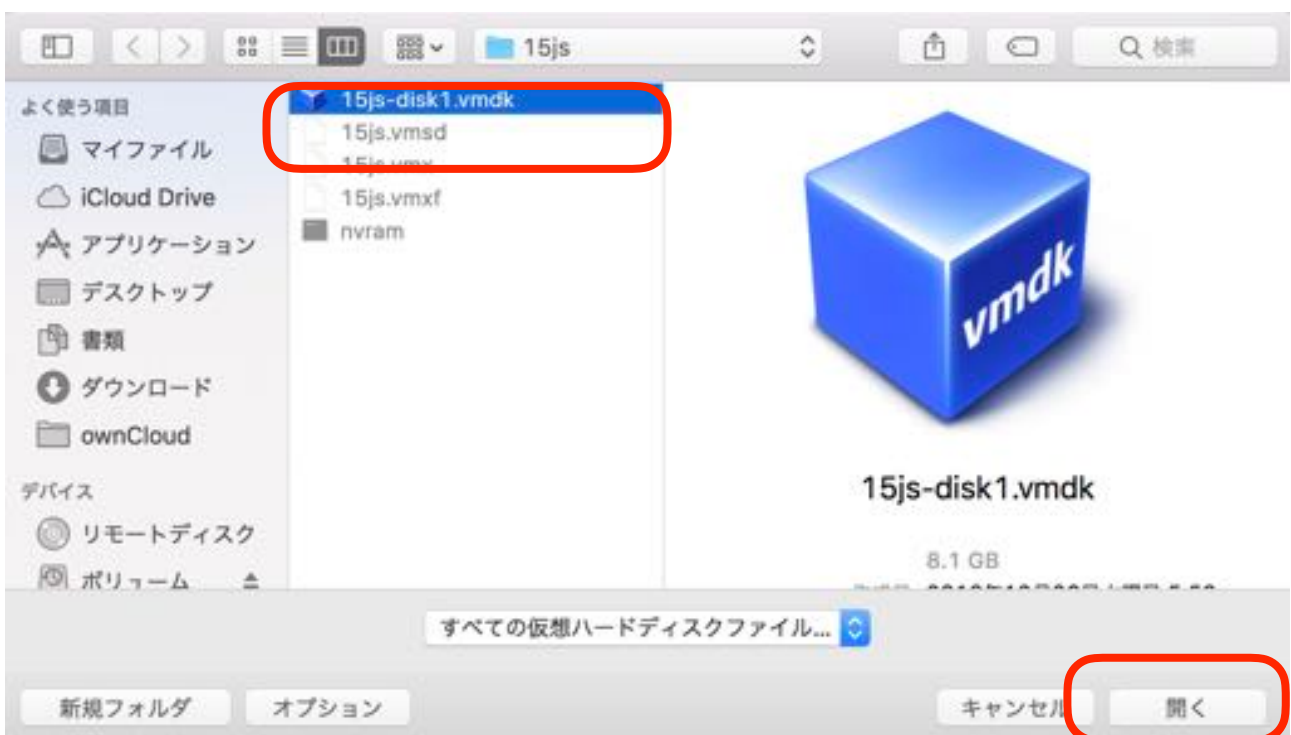 15js
検索
よく使う項目
マイファイル
iCloud Drive
アプリケーション
デスクトップ
書類
ダウンロード
ownCloud
デバイス
リモートディスク
ボリューム
15js-disk1.vmdk
15js.vmsd
15js.vmx
15js.vmxf
nvram
vmdk
15js-disk1.vmdk
8.1 GB
すべての仮想ハードディスクファイル...
新規フォルダ
オプション
キャンセル
開く